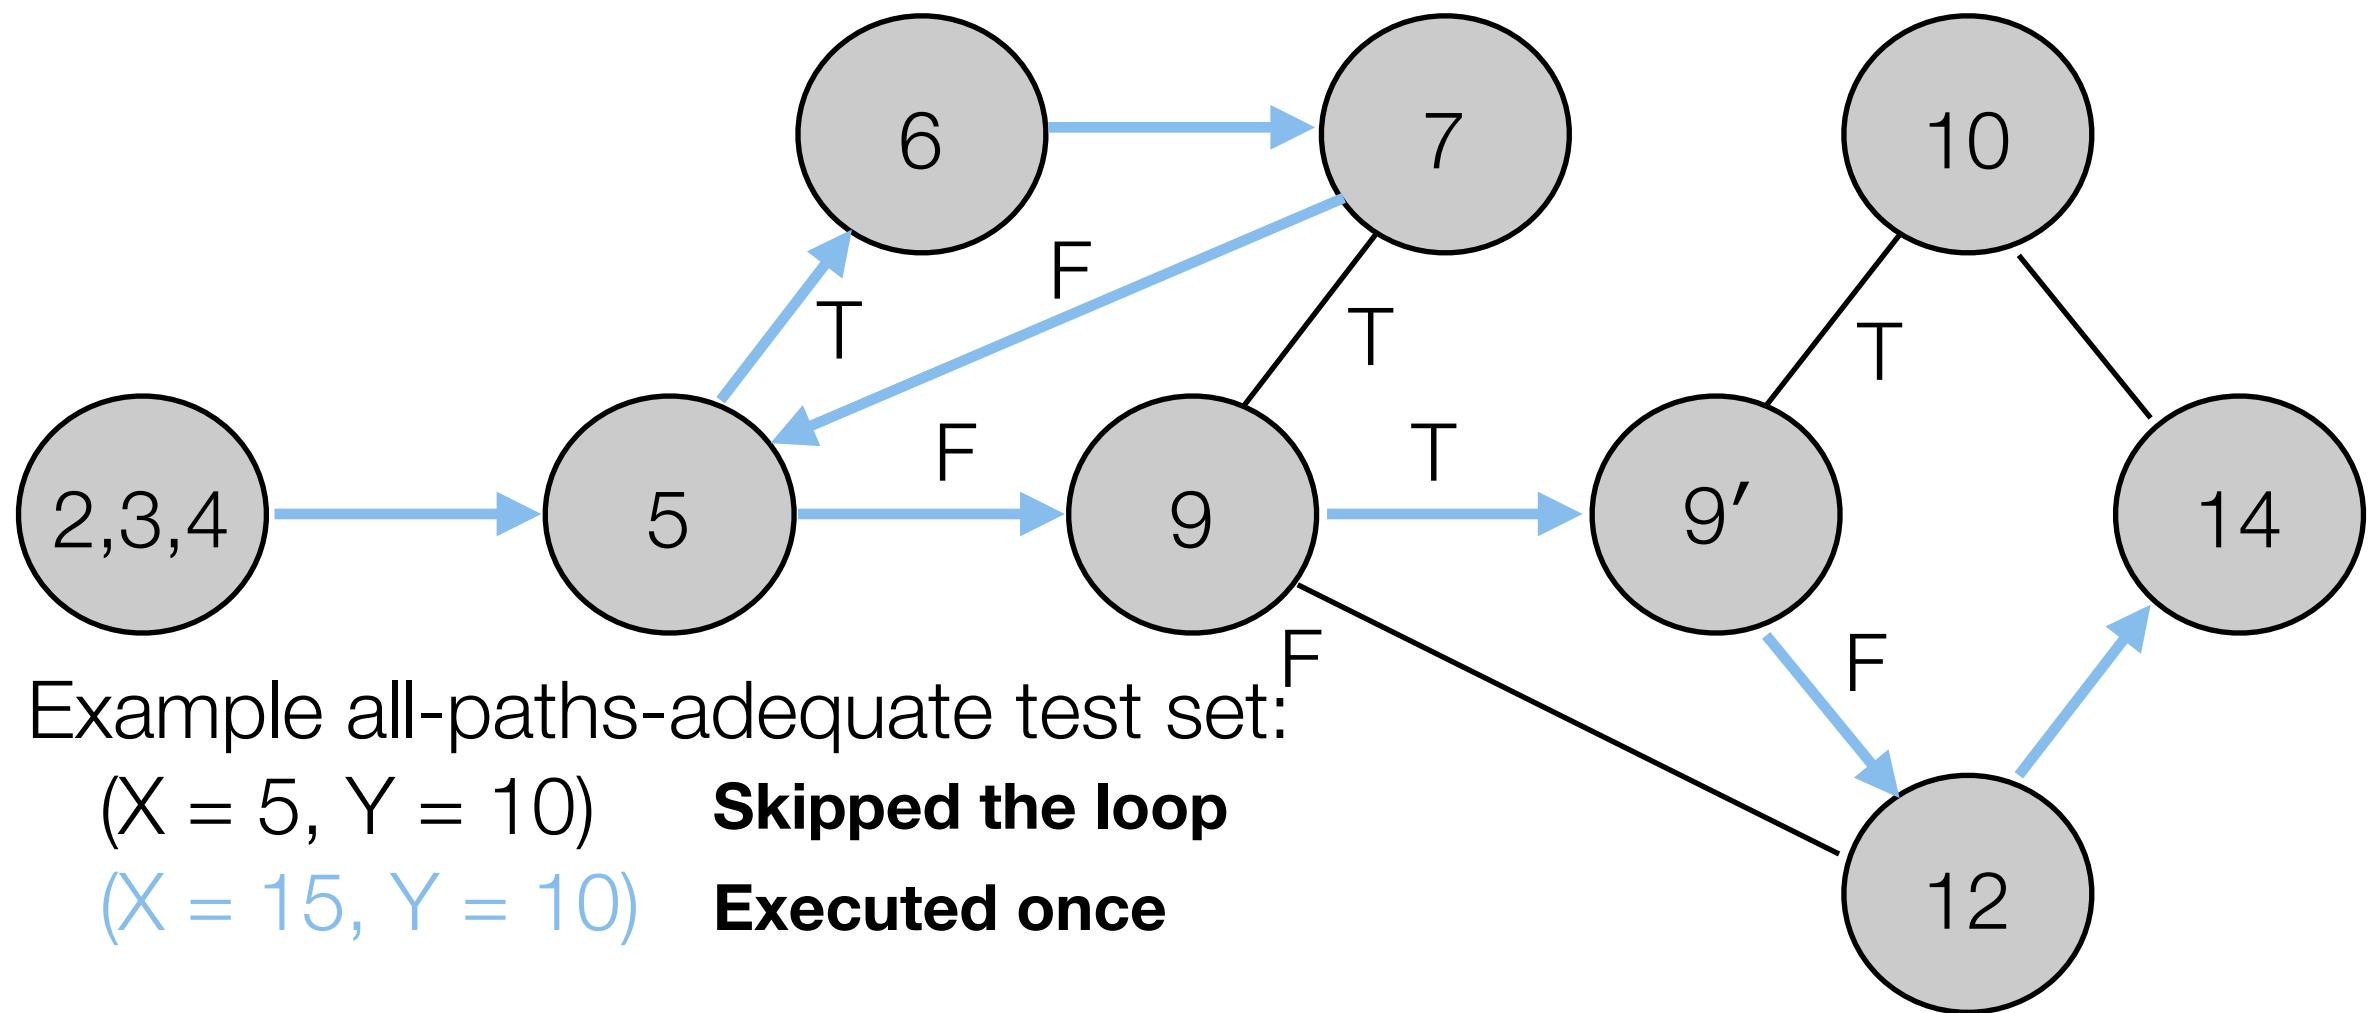 6
7
10
F
T
T
T
F
T
2,3,4
5
9
9′
14
F
F
Example all-paths-adequate test set:
(X = 5, Y = 10) Skipped the loop
(X = 15, Y = 10) Executed once
12